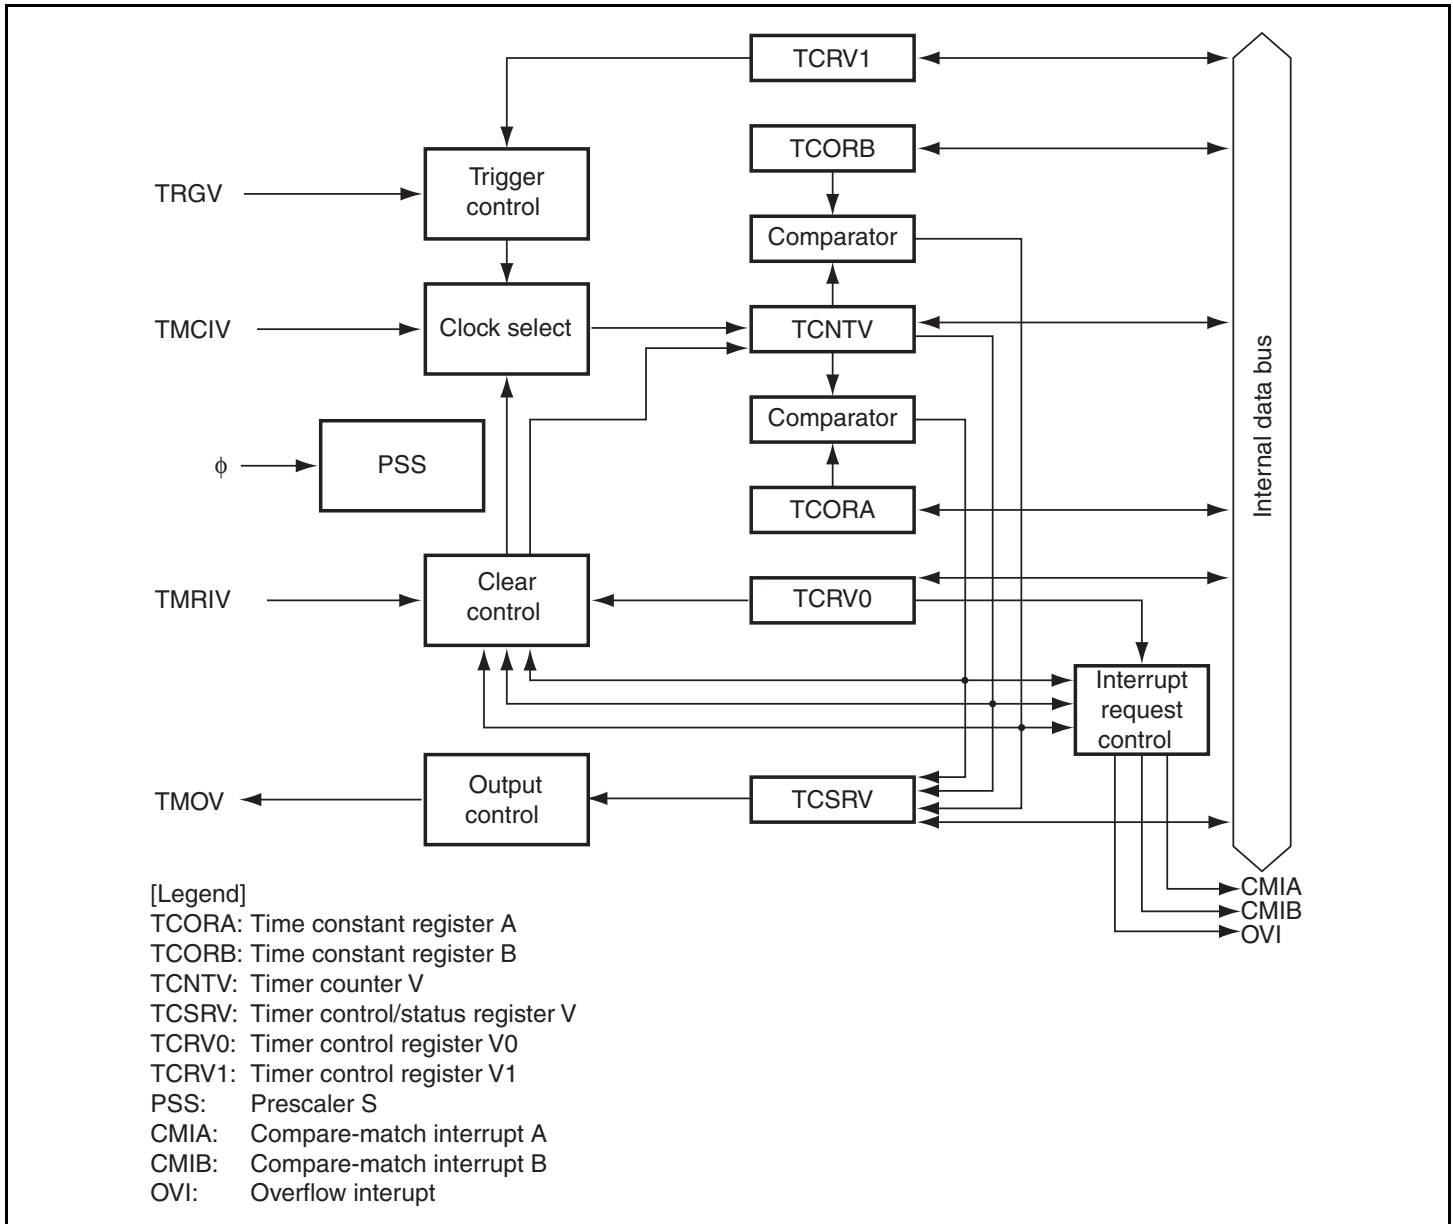 TCRV1
TCORB
Trigger
control
TRGV
Comparator
TMCIV
Clock select
TCNTV
Internal data bus
Comparator
ϕ
PSS
TCORA
TMRIV
Clear
control
TCRV0
Interrupt
request
control
TMOV
Output
control
TCSRV
CMIA
CMIB
OVI
[Legend]
TCORA: Time constant register A
TCORB: Time constant register B
TCNTV: Timer counter V
TCSRV: Timer control/status register V
TCRV0: Timer control register V0
TCRV1: Timer control register V1
PSS: Prescaler S
CMIA: Compare-match interrupt A
CMIB: Compare-match interrupt B
OVI: Overflow interupt